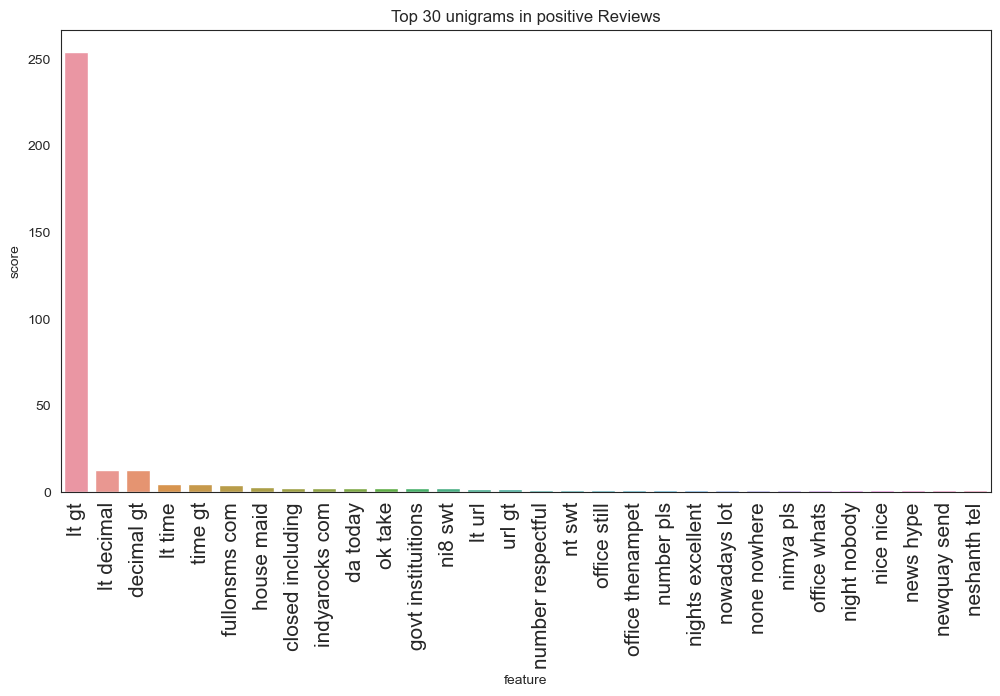 Top 30 unigrams in positive Reviews
score
250
200
150
100
50
0
lt gt
lt decimal
decimal gt
lt time
time gt
fullonsms com
house maid
closed including
indyarocks com
da today
ok take
govt instituitions
ni8 swt
lt url
url gt
number respectful
nt swt
office still
office thenampet
number pls
nights excellent
nowadays lot
none nowhere
nimya pls
office whats
night nobody
nice nice
news hype
newquay send
neshanth tel
feature